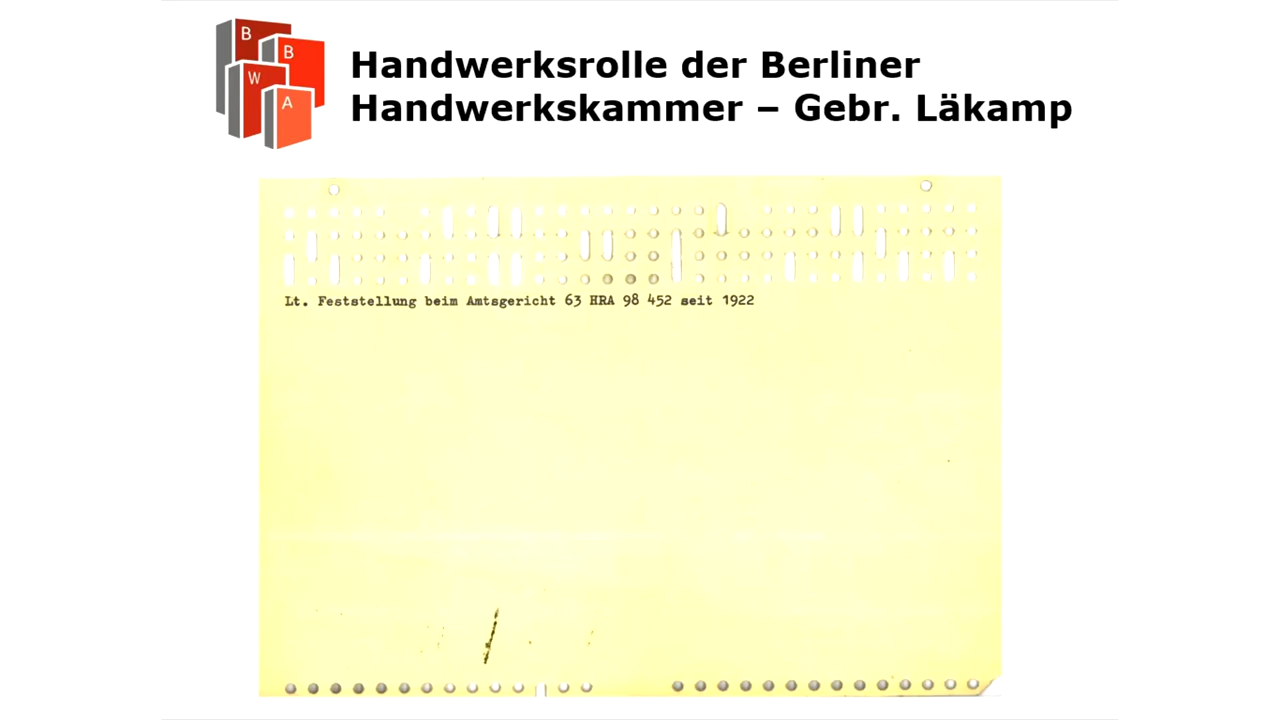 B
B
W
A
Handwerksrolle der Berliner
Handwerkskammer – Gebr. Läkamp
Lt. Feststellung beim Amtsgericht 63 HRA 98 452 seit 1922